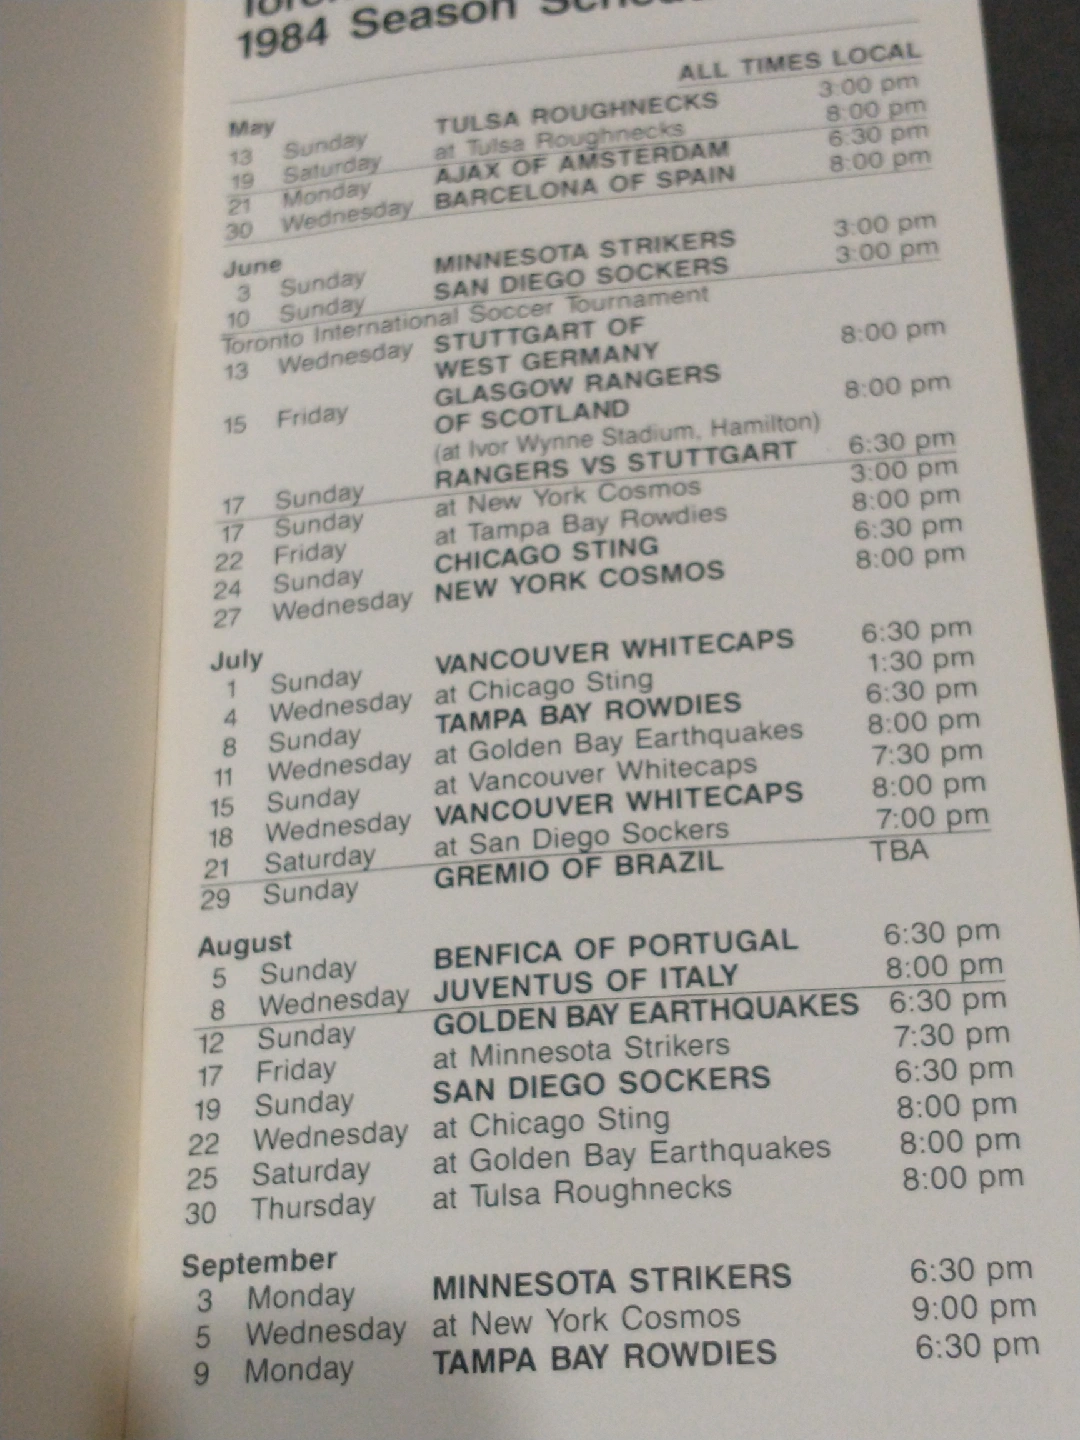 1984 Season
ALL TIMES LOCAL
May
13 Sunday TULSA ROUGHNECKS 3:00 pm
19 Saturday at Tulsa Roughnecks 8:00 pm
21 Monday AJAX OF AMSTERDAM 6:30 pm
30 Wednesday BARCELONA OF SPAIN 8:00 pm
June
3 Sunday MINNESOTA STRIKERS 3:00 pm
10 Sunday SAN DIEGO SOCKERS 3:00 pm
Toronto International Soccer Tournament
13 Wednesday STUTTGART OF
WEST GERMANY 8:00 pm
GLASGOW RANGERS
15 Friday OF SCOTLAND 8:00 pm
(at Ivor Wynne Stadium, Hamilton)
17 Sunday RANGERS VS STUTTGART 6:30 pm
17 Sunday at New York Cosmos 3:00 pm
22 Friday at Tampa Bay Rowdies 8:00 pm
24 Sunday CHICAGO STING 6:30 pm
27 Wednesday NEW YORK COSMOS 8:00 pm
July
1 Sunday VANCOUVER WHITECAPS 6:30 pm
4 Wednesday at Chicago Sting 1:30 pm
8 Sunday TAMPA BAY ROWDIES 6:30 pm
11 Wednesday at Golden Bay Earthquakes 8:00 pm
15 Sunday at Vancouver Whitecaps 7:30 pm
18 Wednesday VANCOUVER WHITECAPS 8:00 pm
21 Saturday at San Diego Sockers 7:00 pm
29 Sunday GREMIO OF BRAZIL TBA
August
5 Sunday BENFICA OF PORTUGAL 6:30 pm
8 Wednesday JUVENTUS OF ITALY 8:00 pm
12 Sunday GOLDEN BAY EARTHQUAKES 6:30 pm
17 Friday at Minnesota Strikers 7:30 pm
19 Sunday SAN DIEGO SOCKERS 6:30 pm
22 Wednesday at Chicago Sting 8:00 pm
25 Saturday at Golden Bay Earthquakes 8:00 pm
30 Thursday at Tulsa Roughnecks 8:00 pm
September
3 Monday MINNESOTA STRIKERS 6:30 pm
5 Wednesday at New York Cosmos 9:00 pm
9 Monday TAMPA BAY ROWDIES 6:30 pm